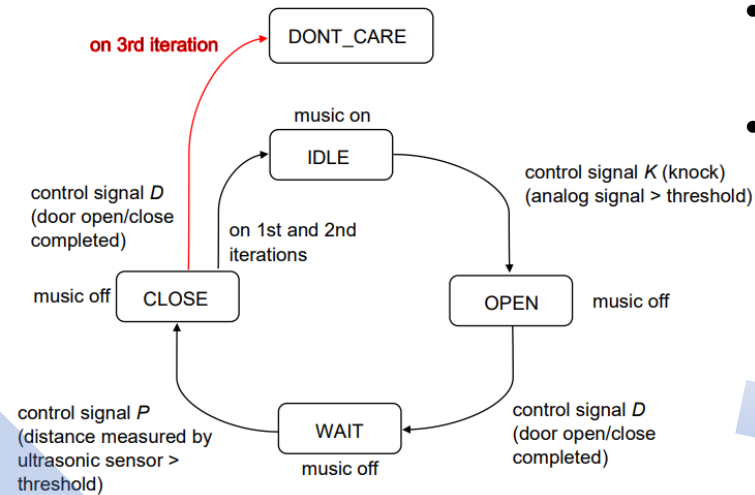 on 3rd iteration
DONT_CARE
music on
IDLE
control signal K (knock)
(analog signal > threshold)
control signal D
(door open/close
completed)
on 1st and 2nd
iterations
music off
CLOSE
OPEN
music off
control signal P
(distance measured by
ultrasonic sensor >
threshold)
WAIT
music off
control signal D
(door open/close
completed)